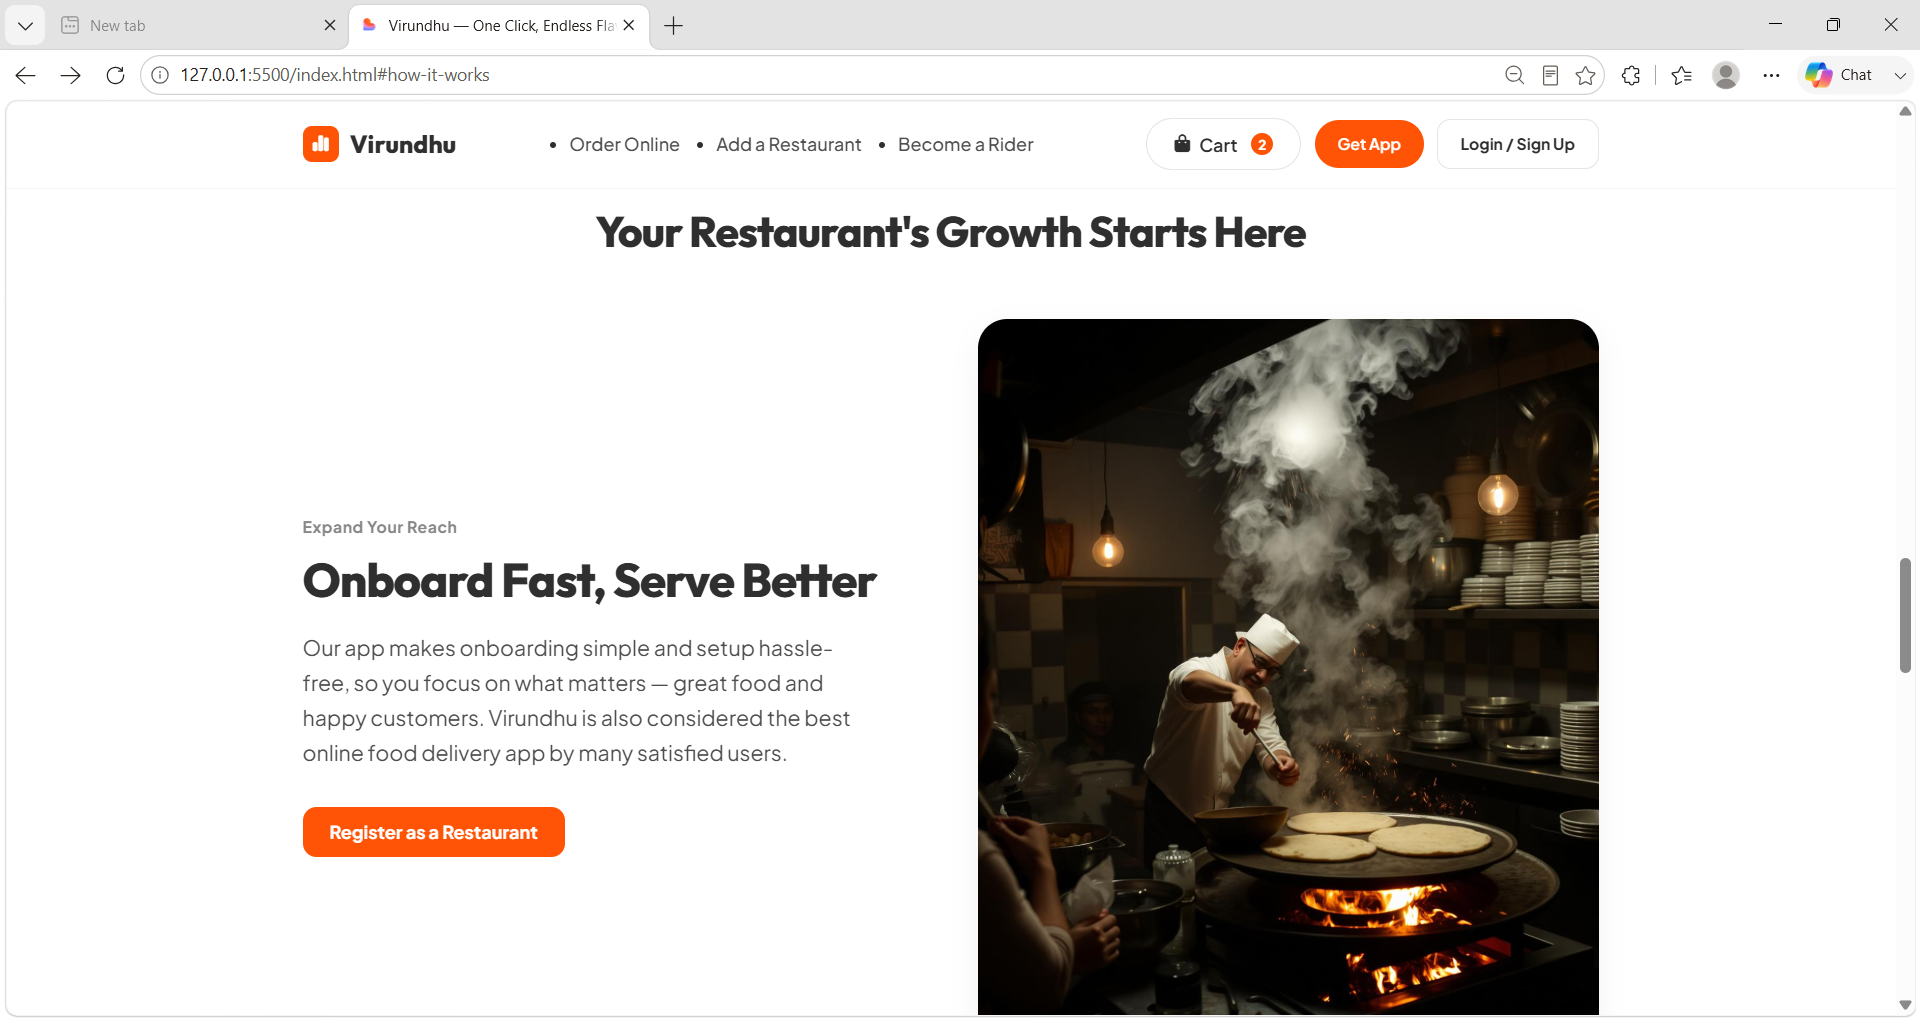 New tab
Virundhu — One Click, Endless Fla
127.0.0.1:5500/index.html#how-it-works
Chat
Virundhu
Order Online
Add a Restaurant
Become a Rider
Cart 2
Get App
Login / Sign Up
Your Restaurant's Growth Starts Here
Expand Your Reach
Onboard Fast, Serve Better
Our app makes onboarding simple and setup hassle-
free, so you focus on what matters — great food and
happy customers. Virundhu is also considered the best
online food delivery app by many satisfied users.
Register as a Restaurant